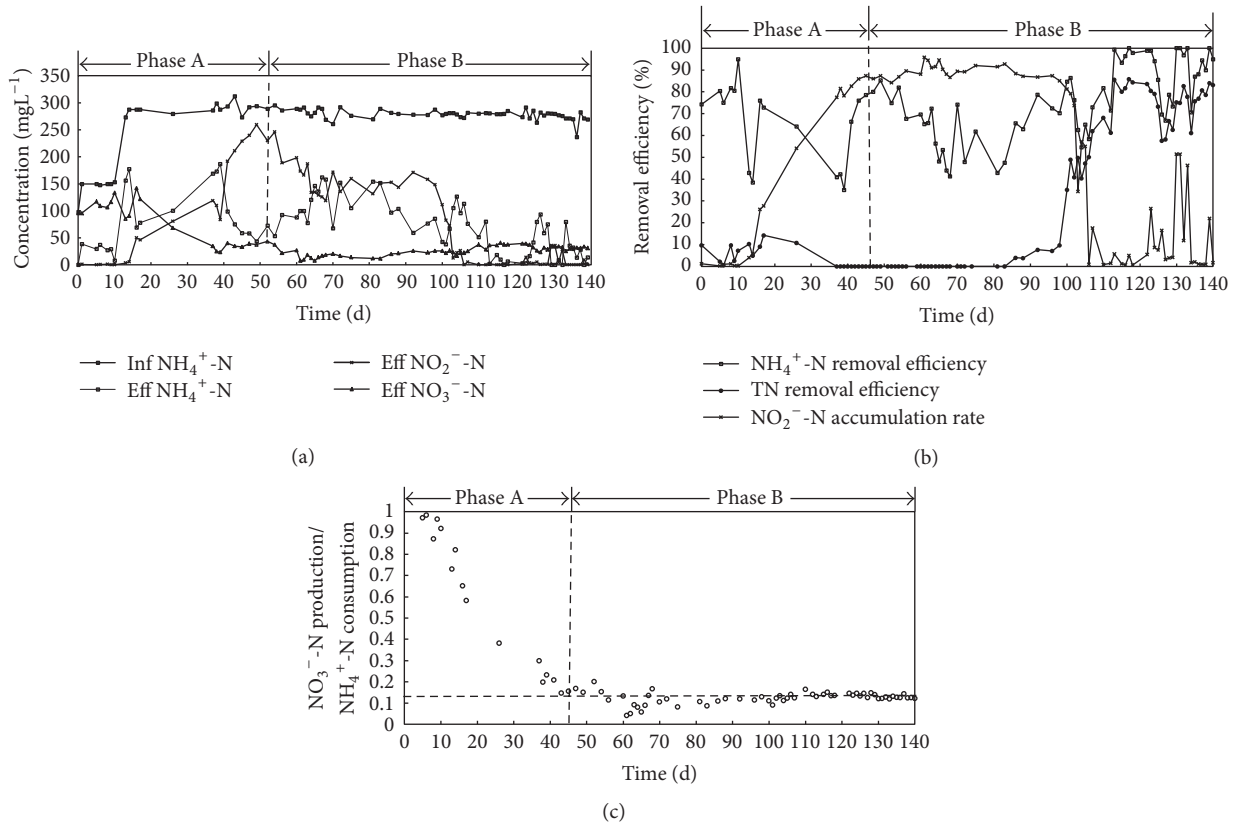 Phase A Phase B
Concentration (mgL⁻¹)
350
300
250
200
150
100
50
0
0 10 20 30 40 50 60 70 80 90 100 110 120 130 140
Time (d)
Inf NH₄⁺-N Eff NO₂⁻-N
Eff NH₄⁺-N Eff NO₃⁻-N
(a)
Phase A Phase B
Removal efficiency (%)
100
90
80
70
60
50
40
30
20
10
0
0 10 20 30 40 50 60 70 80 90 100 110 120 130 140
Time (d)
NH₄⁺-N removal efficiency
TN removal efficiency
NO₂⁻-N accumulation rate
(b)
Phase A Phase B
NO₃⁻-N production/
NH₄⁺-N consumption
1
0.9
0.8
0.7
0.6
0.5
0.4
0.3
0.2
0.1
0
0 10 20 30 40 50 60 70 80 90 100 110 120 130 140
Time (d)
(c)